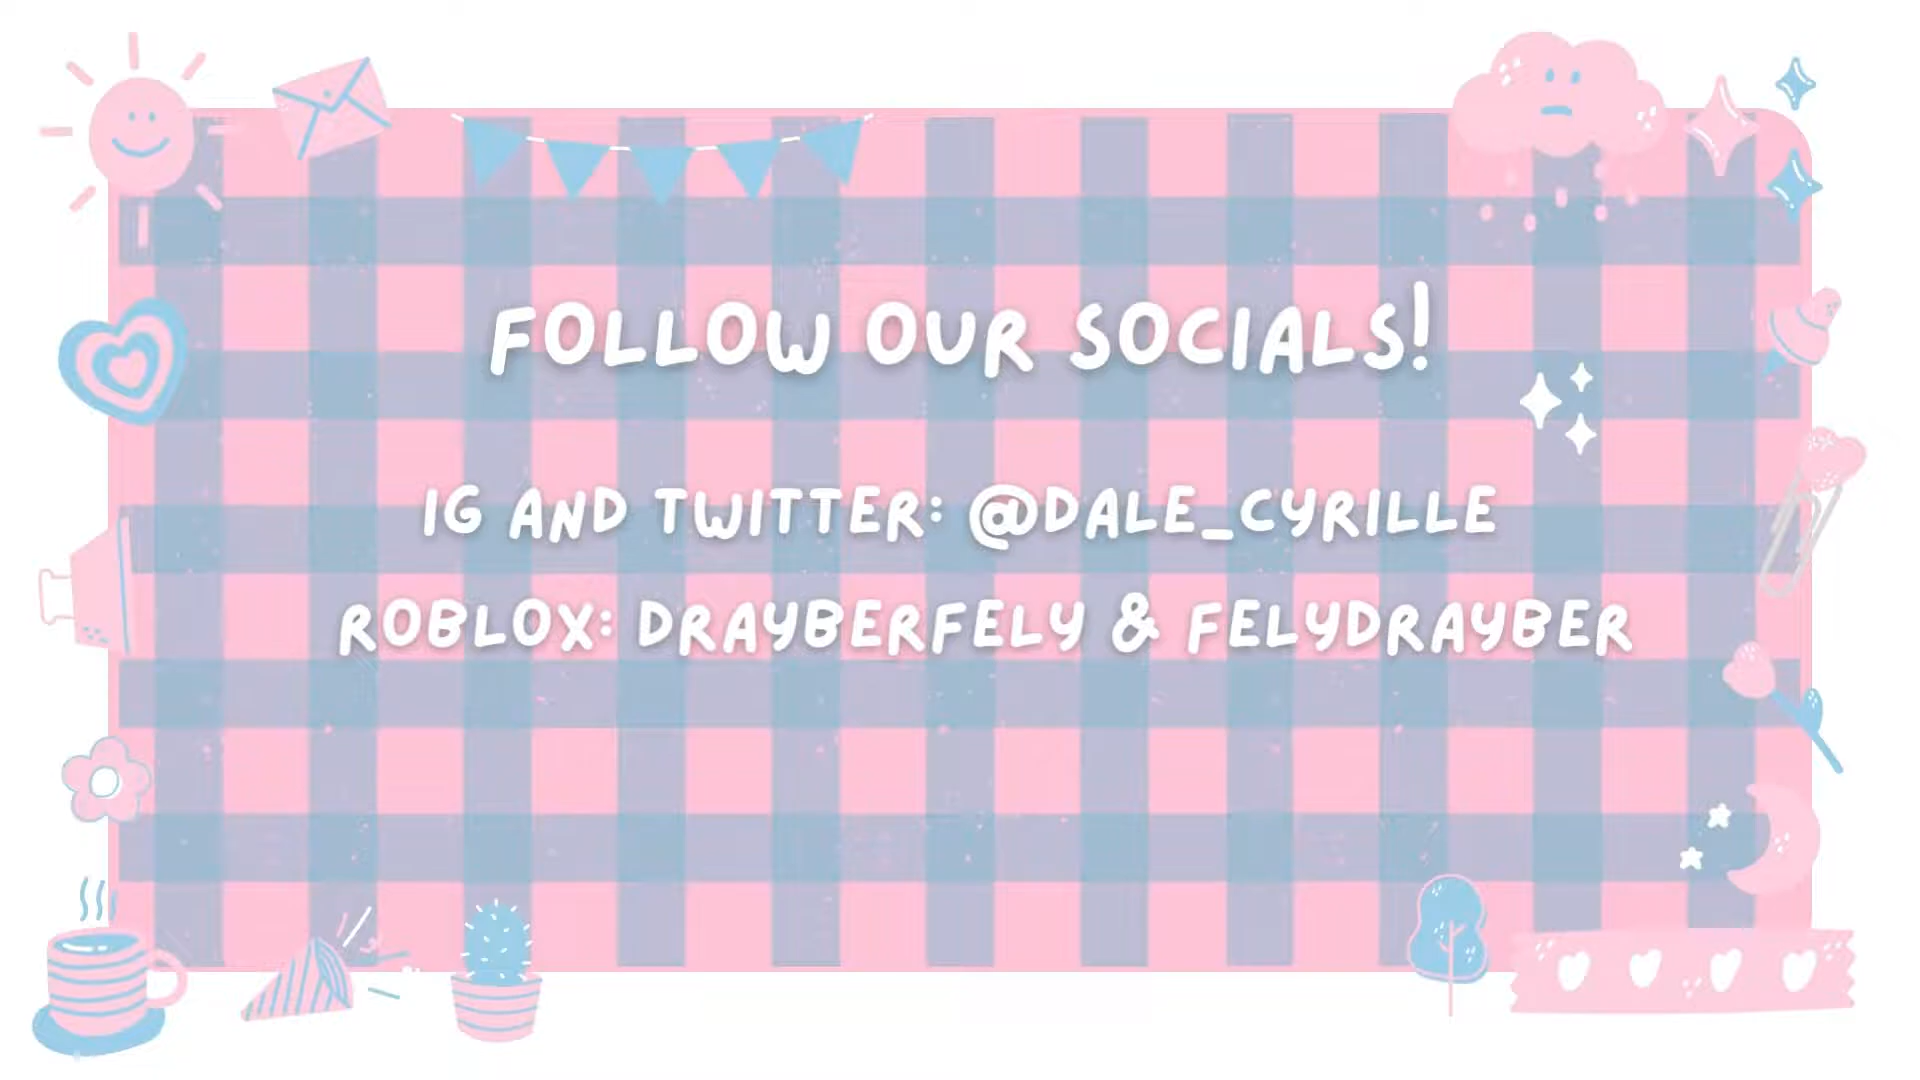 FOLLOW OUR SOCIALS!
IG AND TWITTER: @DALE_CYRILLE
ROBLOX: DRAYBERFELY & FELYDRAYBER